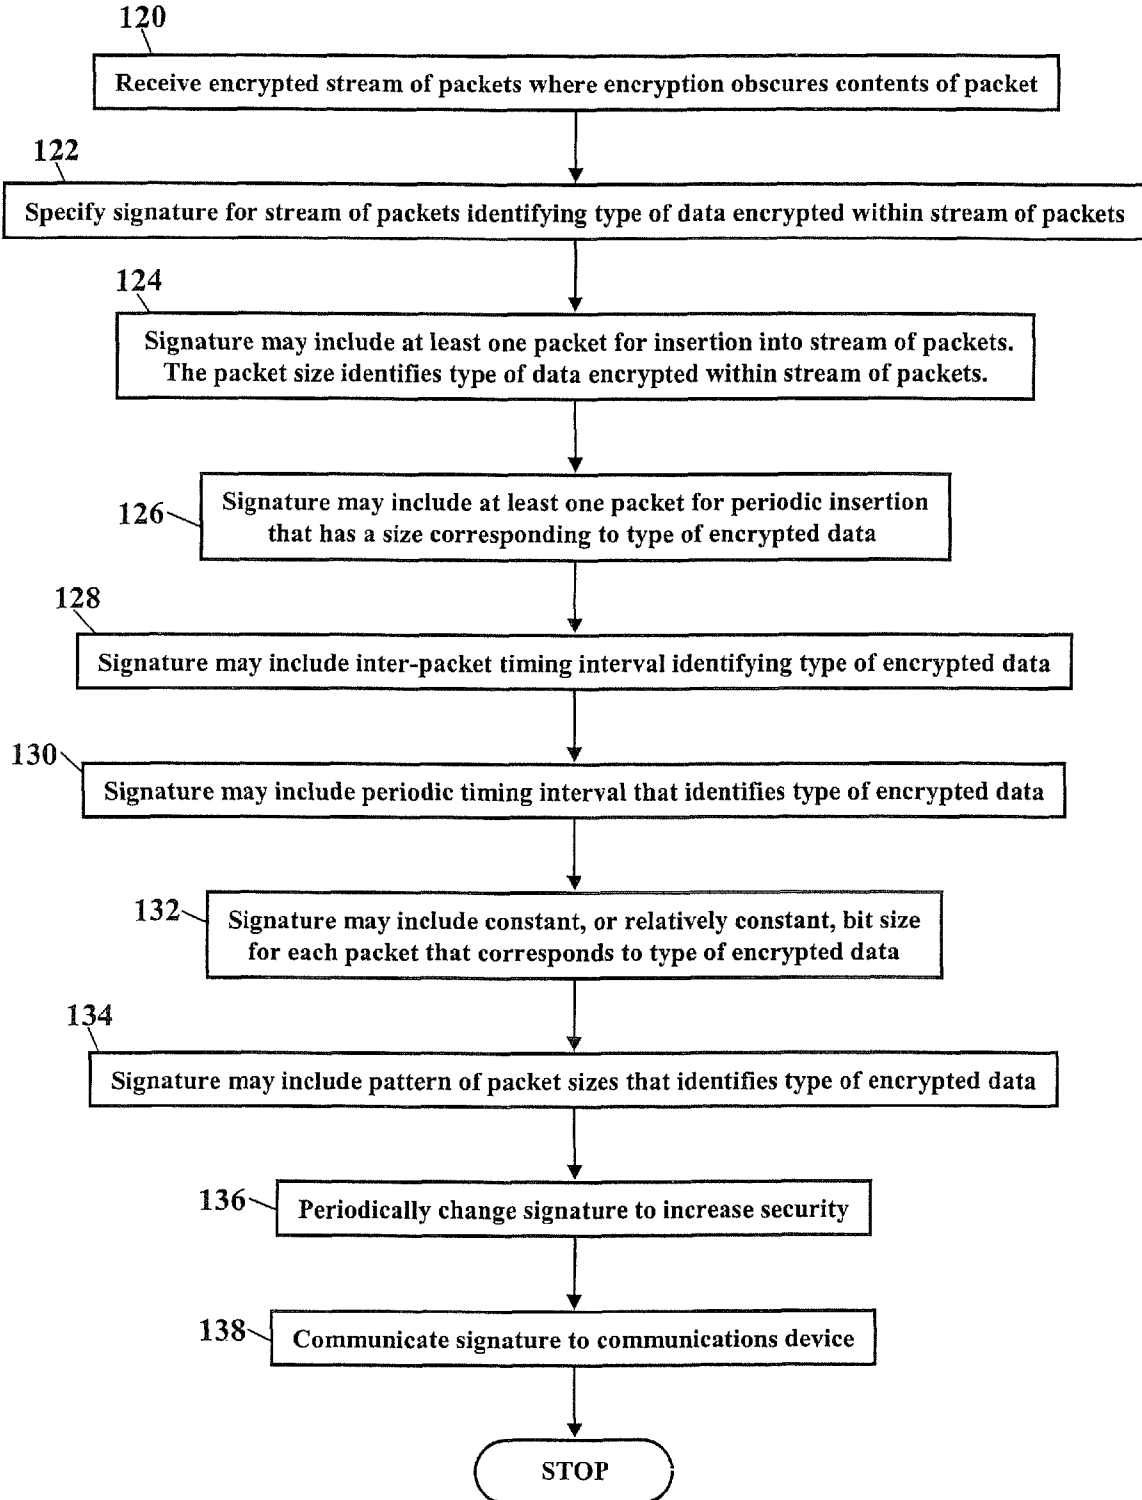 120
Receive encrypted stream of packets where encryption obscures contents of packet
122
Specify signature for stream of packets identifying type of data encrypted within stream of packets
124
Signature may include at least one packet for insertion into stream of packets.
The packet size identifies type of data encrypted within stream of packets.
126
Signature may include at least one packet for periodic insertion
that has a size corresponding to type of encrypted data
128
Signature may include inter-packet timing interval identifying type of encrypted data
130
Signature may include periodic timing interval that identifies type of encrypted data
132
Signature may include constant, or relatively constant, bit size
for each packet that corresponds to type of encrypted data
134
Signature may include pattern of packet sizes that identifies type of encrypted data
136
Periodically change signature to increase security
138
Communicate signature to communications device
STOP